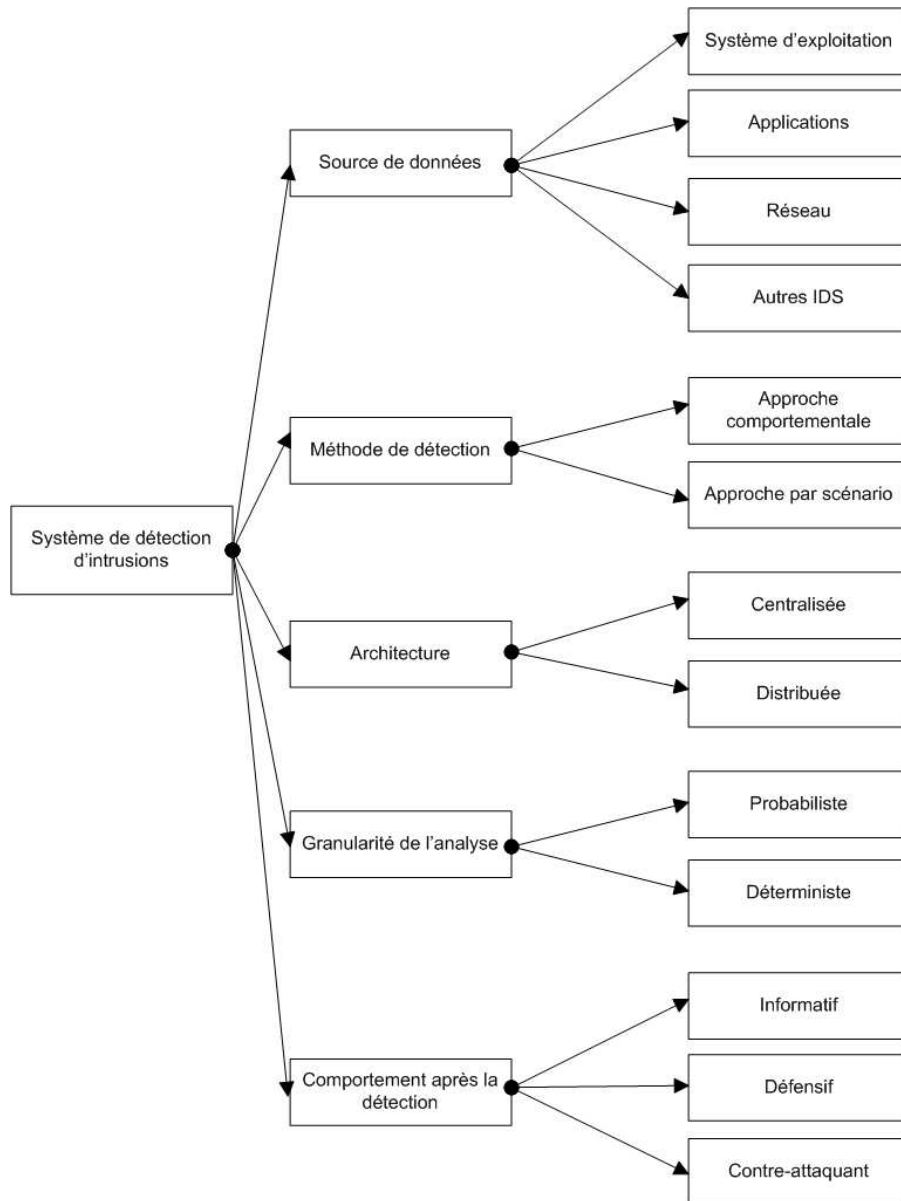 Système d'exploitation
Applications
Source de données
Réseau
Autres IDS
Approche
comportementale
Méthode de détection
Approche par scénario
Système de détection
d'intrusions
Centralisée
Architecture
Distribuée
Probabiliste
Granularité de l'analyse
Déterministe
Informatif
Comportement après la
détection
Défensif
Contre-attaquant